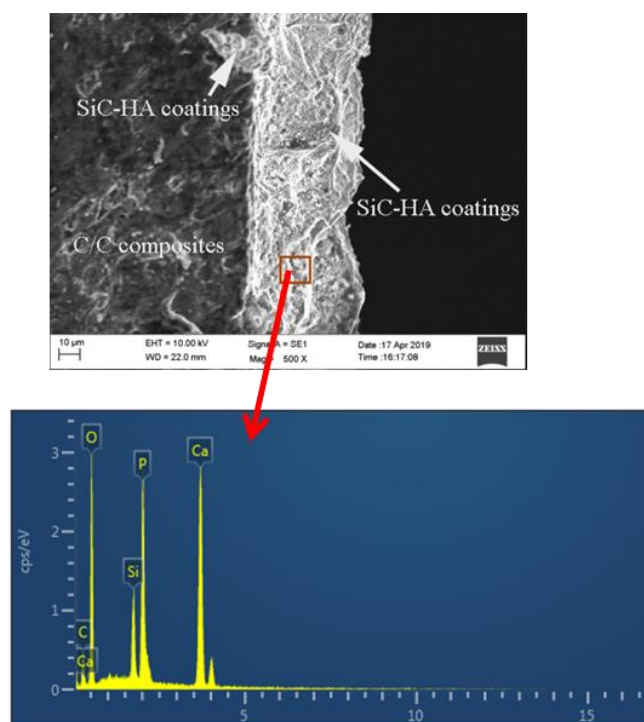 SiC-HA coatings
SiC-HA coatings
C/C composites
10 μm
EHT = 10.00 kV
WD = 22.0 mm
Signal A = SE1
Mag = 500 X
Date :17 Apr 2019
Time :16:17:08
ZEISS
O
Ca
P
Si
C
Ca
cps/eV
3
2
1
0
5
10
15